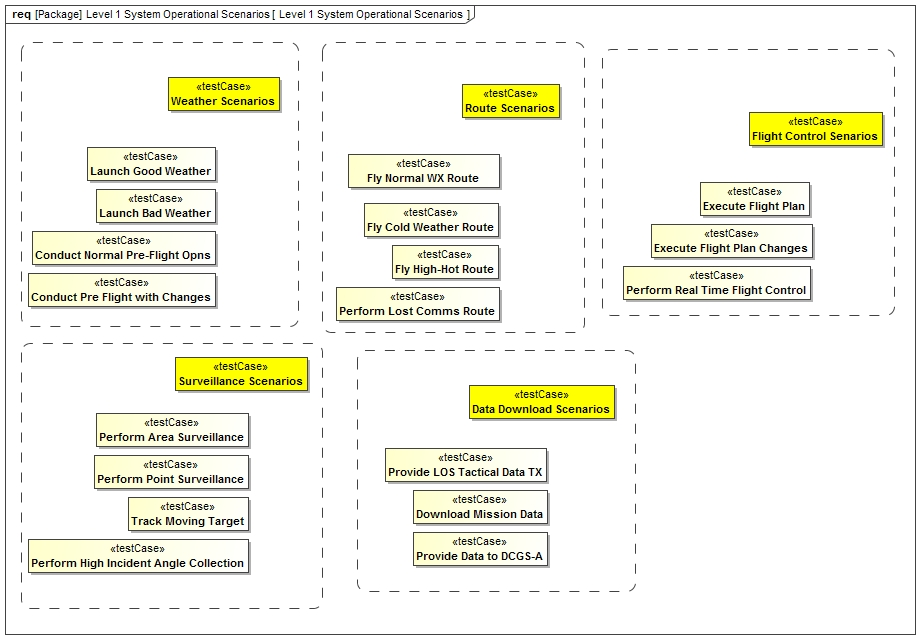 req [Package] Level 1 System Operational Scenarios [ Level 1 System Operational Scenarios ]
«testCase»
Weather Scenarios
«testCase»
Launch Good Weather
«testCase»
Launch Bad Weather
«testCase»
Conduct Normal Pre-Flight Opns
«testCase»
Conduct Pre Flight with Changes
«testCase»
Route Scenarios
«testCase»
Fly Normal WX Route
«testCase»
Fly Cold Weather Route
«testCase»
Fly High-Hot Route
«testCase»
Perform Lost Comms Route
«testCase»
Flight Control Senarios
«testCase»
Execute Flight Plan
«testCase»
Execute Flight Plan Changes
«testCase»
Perform Real Time Flight Control
«testCase»
Surveillance Scenarios
«testCase»
Perform Area Surveillance
«testCase»
Perform Point Surveillance
«testCase»
Track Moving Target
«testCase»
Perform High Incident Angle Collection
«testCase»
Data Download Scenarios
«testCase»
Provide LOS Tactical Data TX
«testCase»
Download Mission Data
«testCase»
Provide Data to DCGS-A